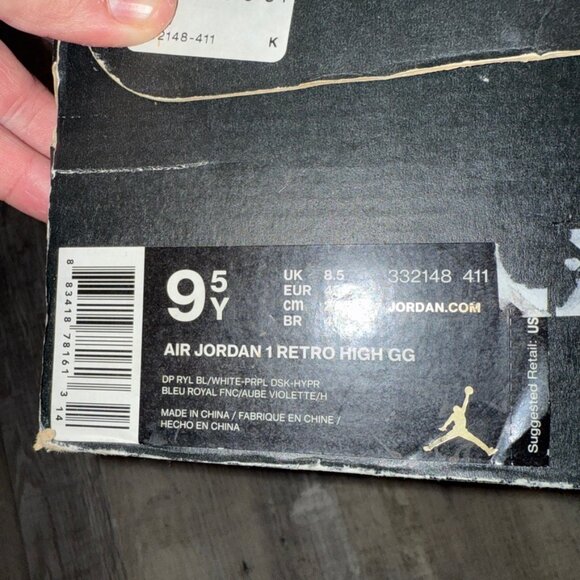 2148-411
K
9 5Y
UK 8.5
EUR
cm
BR
332148 411
JORDAN.COM
AIR JORDAN 1 RETRO HIGH GG
DP RYL BL/WHITE-PRPL DSK-HYPR
BLEU ROYAL FNC/AUBE VIOLETTE/H
MADE IN CHINA / FABRIQUE EN CHINE /
HECHO EN CHINA
8 83418 78161 3 14
Suggested Retail: US